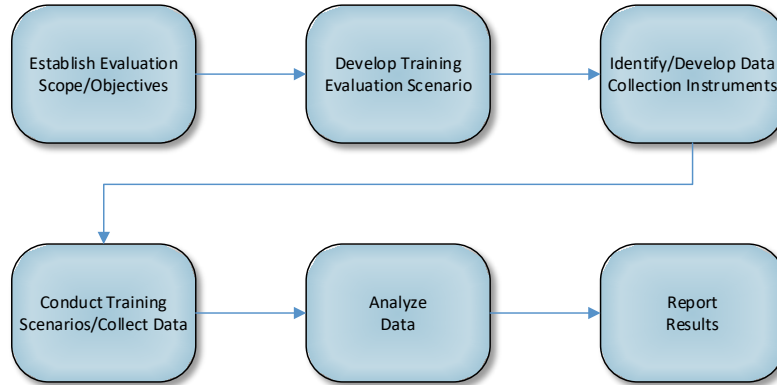 Establish Evaluation
Scope/Objectives
Develop Training
Evaluation Scenario
Identify/Develop Data
Collection Instruments
Conduct Training
Scenarios/Collect Data
Analyze
Data
Report
Results